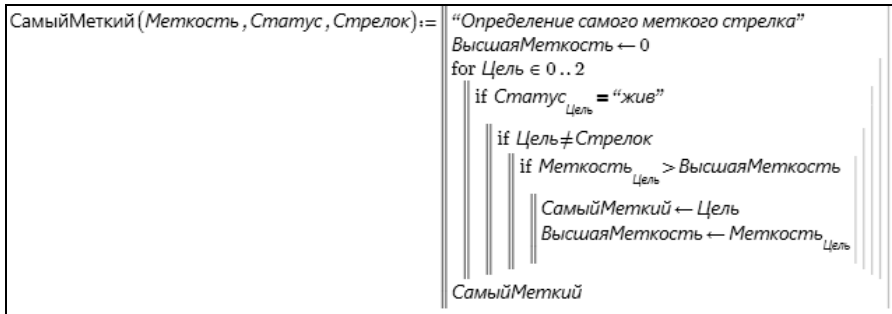 СамыйМеткий(Меткость, Статус, Стрелок):= "Определение самого меткого стрелка"
ВысшаяМеткость ← 0
for Цель ∈ 0 .. 2
if Статус_Цель = "жив"
if Цель ≠ Стрелок
if Меткость_Цель > ВысшаяМеткость
СамыйМеткий ← Цель
ВысшаяМеткость ← Меткость_Цель
СамыйМеткий